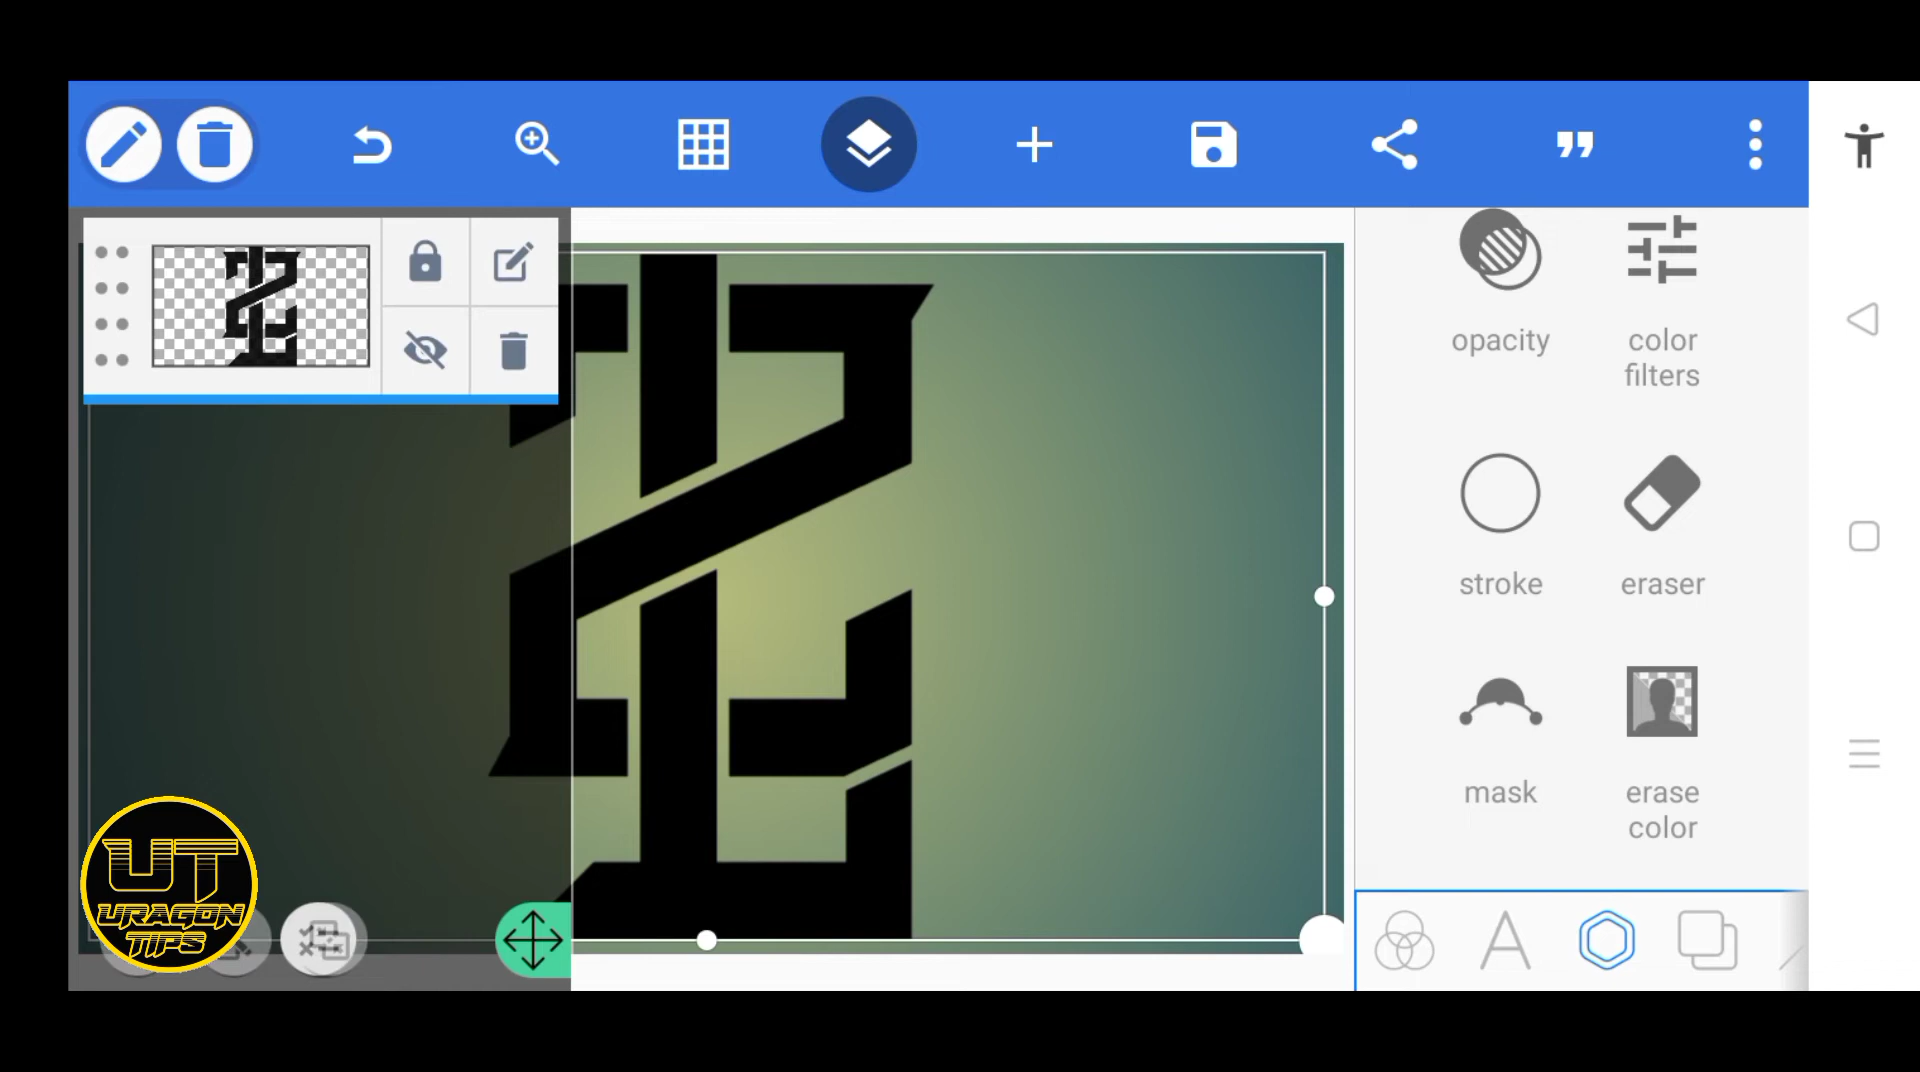 opacity
color
filters
stroke
eraser
mask
erase
color
UT
URAGON
TIPS